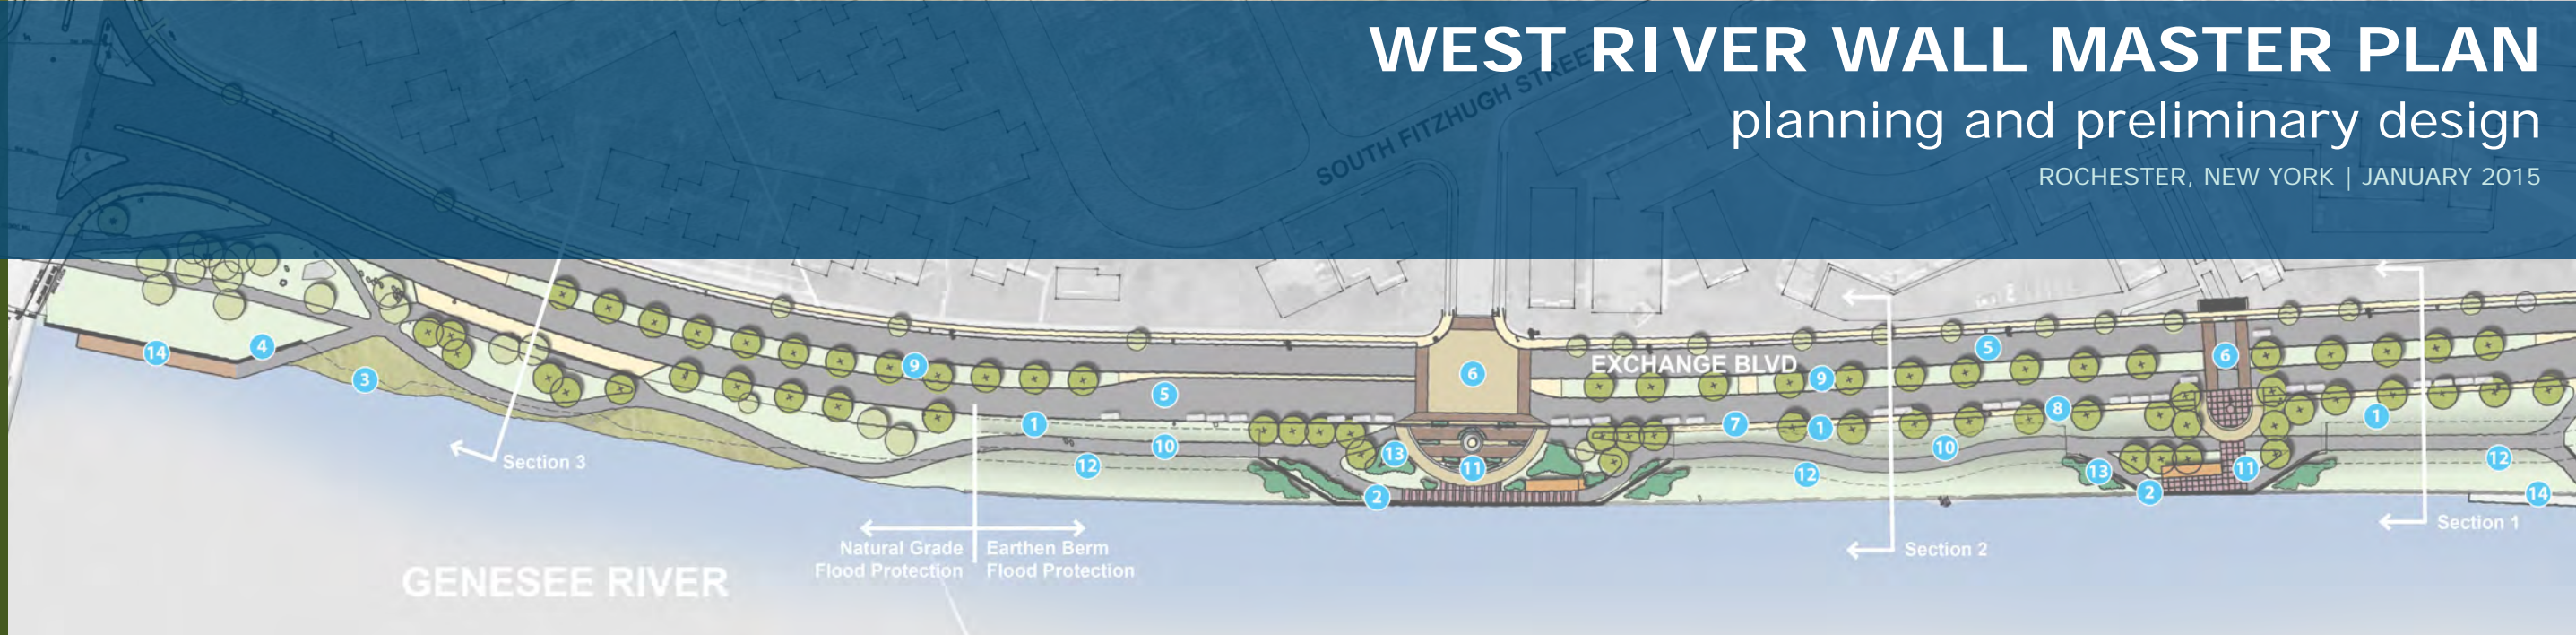 WEST RIVER WALL MASTER PLAN
planning and preliminary design
ROCHESTER, NEW YORK | JANUARY 2015
SOUTH FITZHUGH STREET
EXCHANGE BLVD
14
4
3
9
5
1
10
12
6
13
11
2
7
1
9
5
8
10
12
6
13
2
11
1
12
14
Section 3
Natural Grade
Flood Protection
Earthen Berm
Flood Protection
Section 2
Section 1
GENESEE RIVER